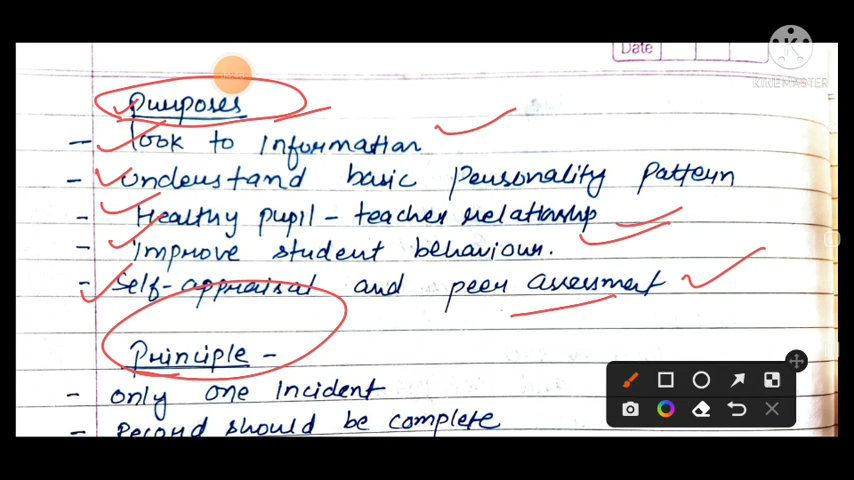 Date
KINEMASTER
Purposes
- look to information
- Understand basic personality pattern
- Healthy pupil - teacher relationship
- Improve student behaviour.
- Self-appraisal and peer assessment
Principle -
- only one incident
- record should be complete